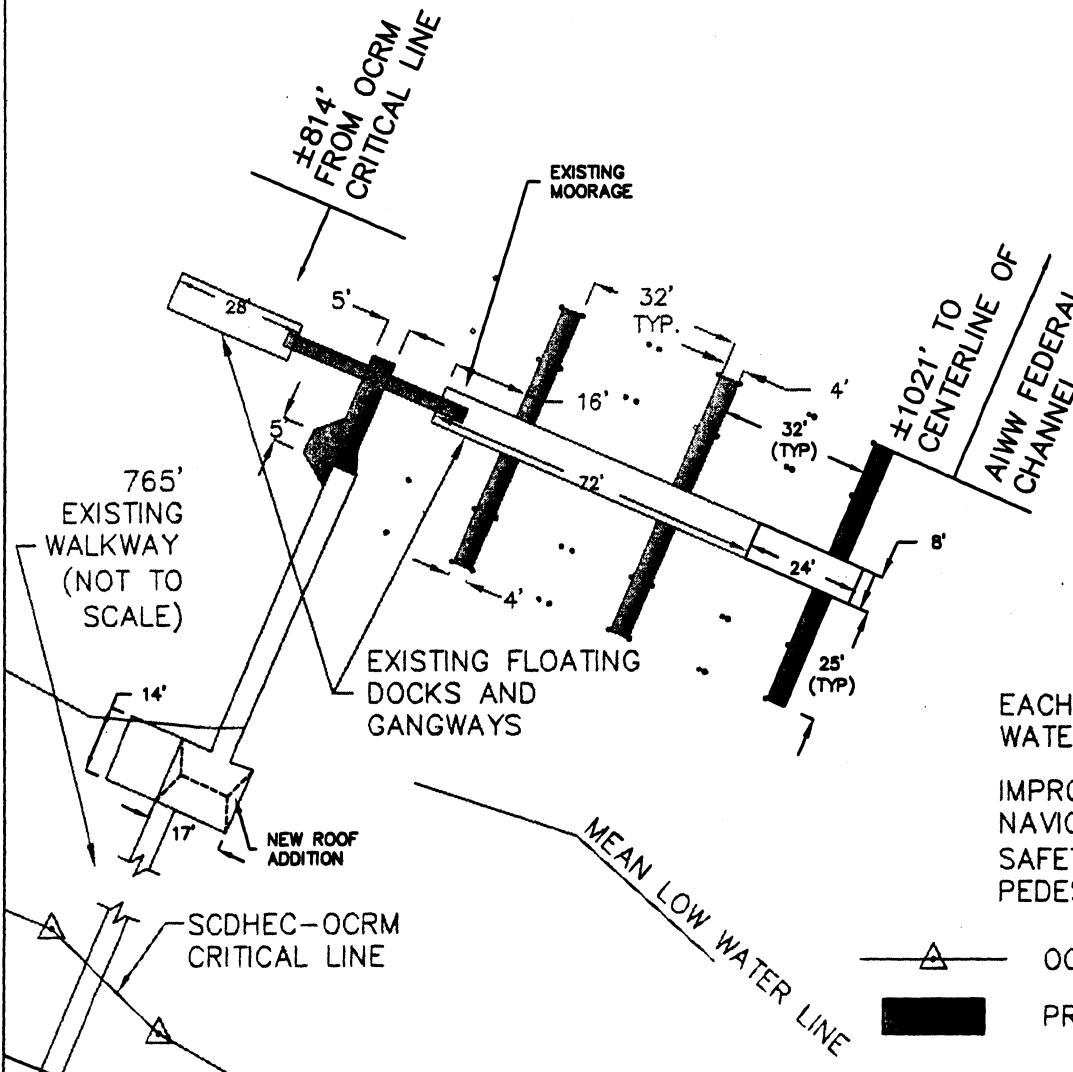 ±814'
FROM OCRM
CRITICAL LINE
EXISTING
MOORAGE
28'
5'
32'
TYP.
16'
4'
32'
(TYP)
±1021' TO
CENTERLINE OF
AIWW FEDERAL
CHANNEL
5'
72'
24'
8'
4'
25'
(TYP)
765'
EXISTING
WALKWAY
(NOT TO
SCALE)
EXISTING FLOATING
DOCKS AND
GANGWAYS
14'
17'
NEW ROOF
ADDITION
MEAN LOW WATER LINE
SCDHEC-OCRM
CRITICAL LINE
EACH
WATE
IMPRO
NAVIG
SAFET
PEDES
OC
PR